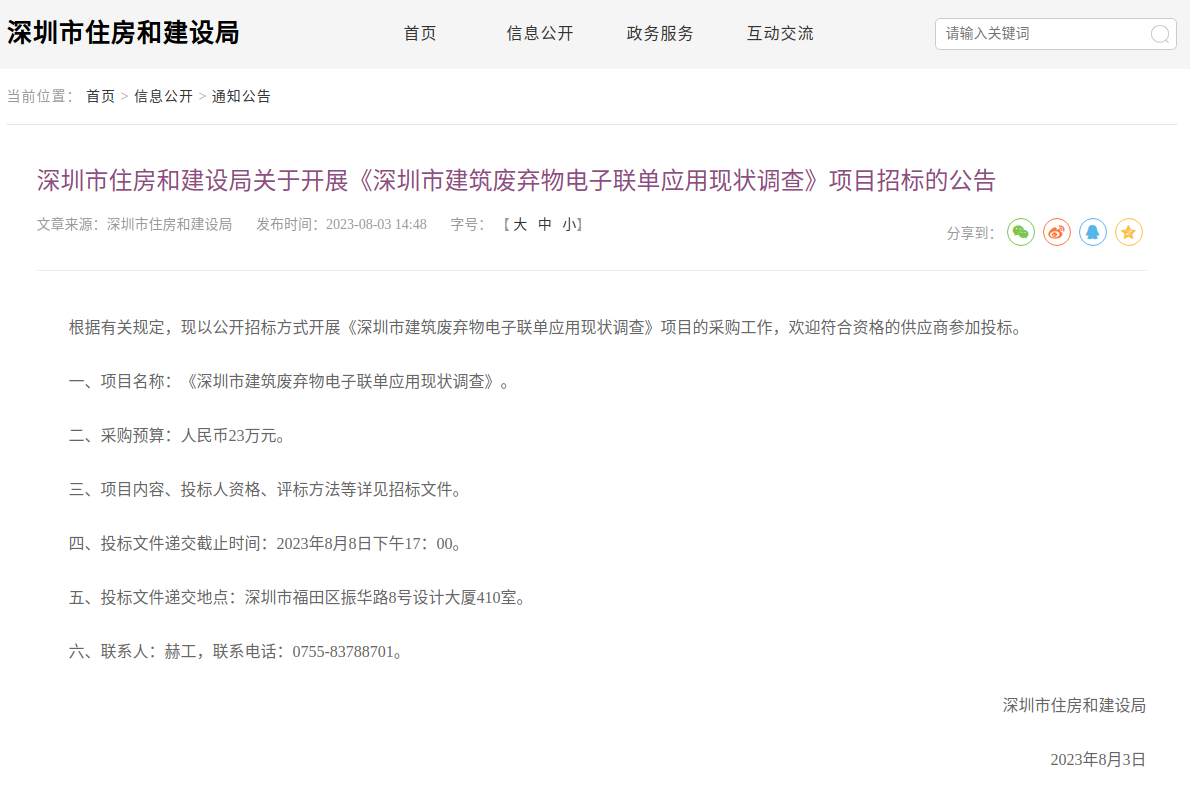 深圳市住房和建设局
首页 信息公开 政务服务 互动交流
请输入关键词
当前位置： 首页 > 信息公开 > 通知公告
深圳市住房和建设局关于开展《深圳市建筑废弃物电子联单应用现状调查》项目招标的公告
文章来源：深圳市住房和建设局 发布时间：2023-08-03 14:48 字号： 【大 中 小】
分享到：
根据有关规定，现以公开招标方式开展《深圳市建筑废弃物电子联单应用现状调查》项目的采购工作，欢迎符合资格的供应商参加投标。
一、项目名称：《深圳市建筑废弃物电子联单应用现状调查》。
二、采购预算：人民币23万元。
三、项目内容、投标人资格、评标方法等详见招标文件。
四、投标文件递交截止时间：2023年8月8日下午17：00。
五、投标文件递交地点：深圳市福田区振华路8号设计大厦410室。
六、联系人：赫工，联系电话：0755-83788701。
深圳市住房和建设局
2023年8月3日